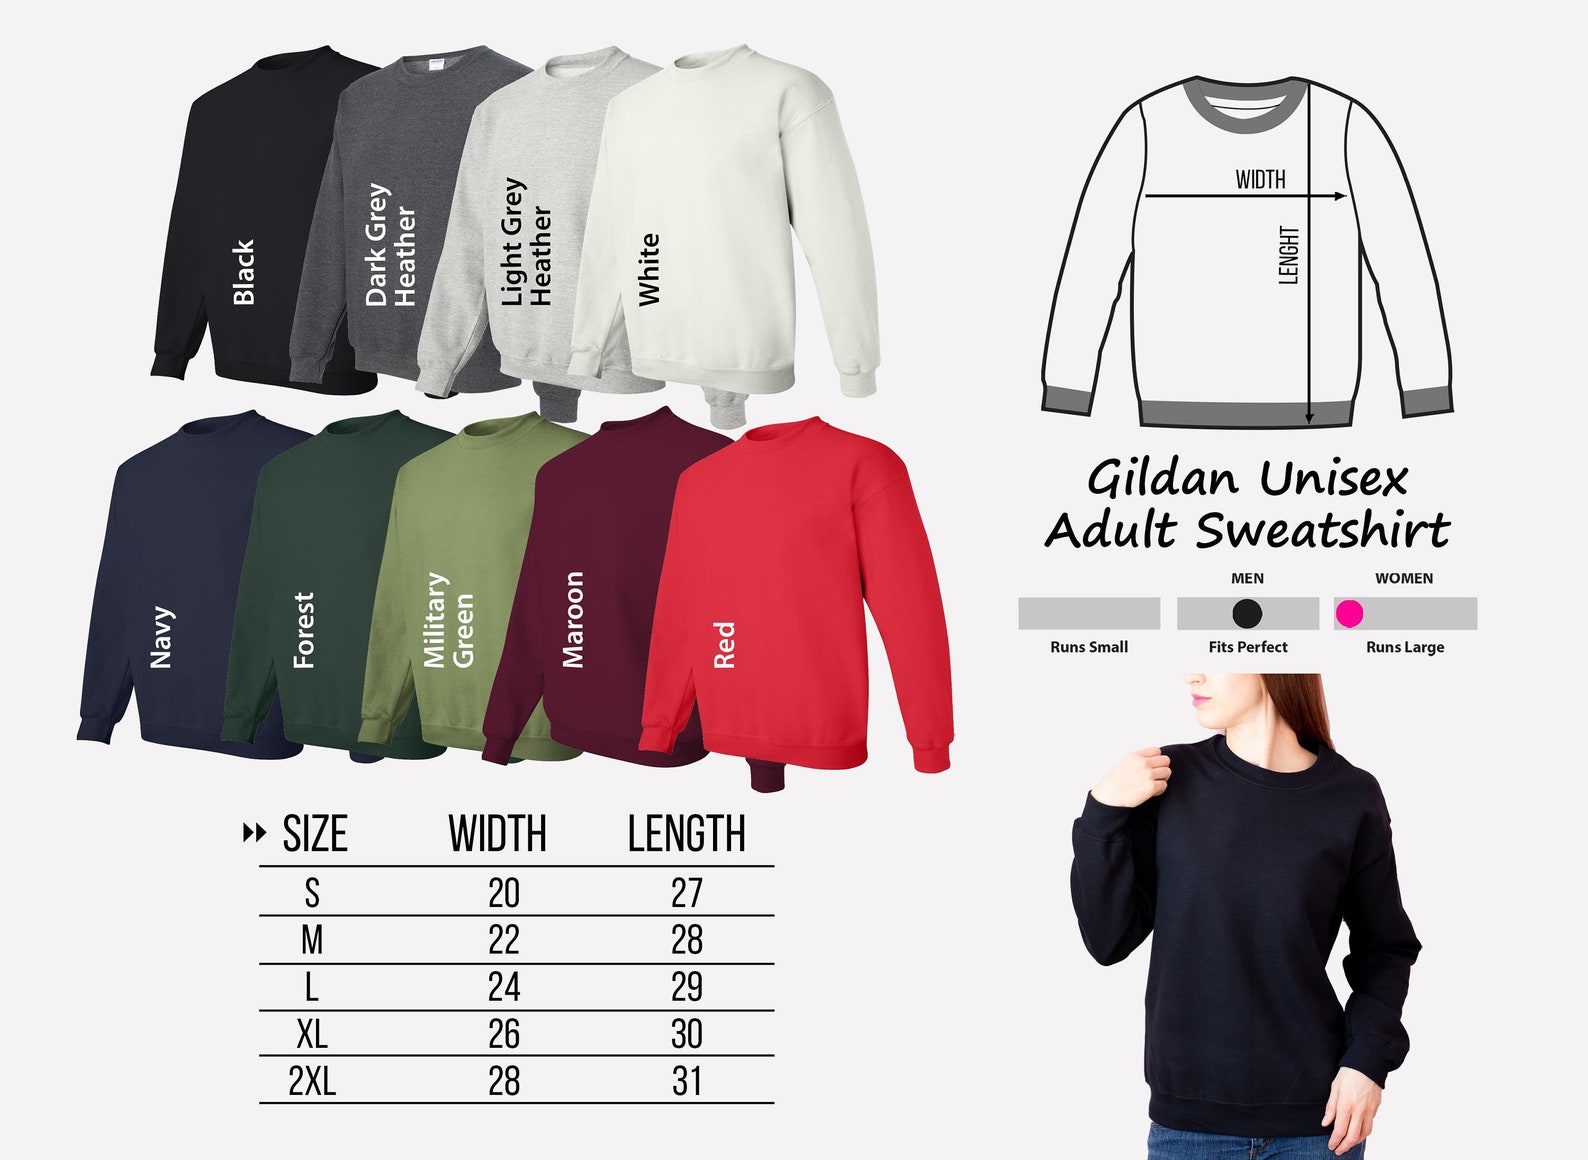 Black
Dark Grey
Heather
Light Grey
Heather
White
Navy
Forest
Military
Green
Maroon
Red
SIZE WIDTH LENGTH
S 20 27
M 22 28
L 24 29
XL 26 30
2XL 28 31
WIDTH
LENGHT
Gildan Unisex
Adult Sweatshirt
MEN WOMEN
Runs Small Fits Perfect Runs Large